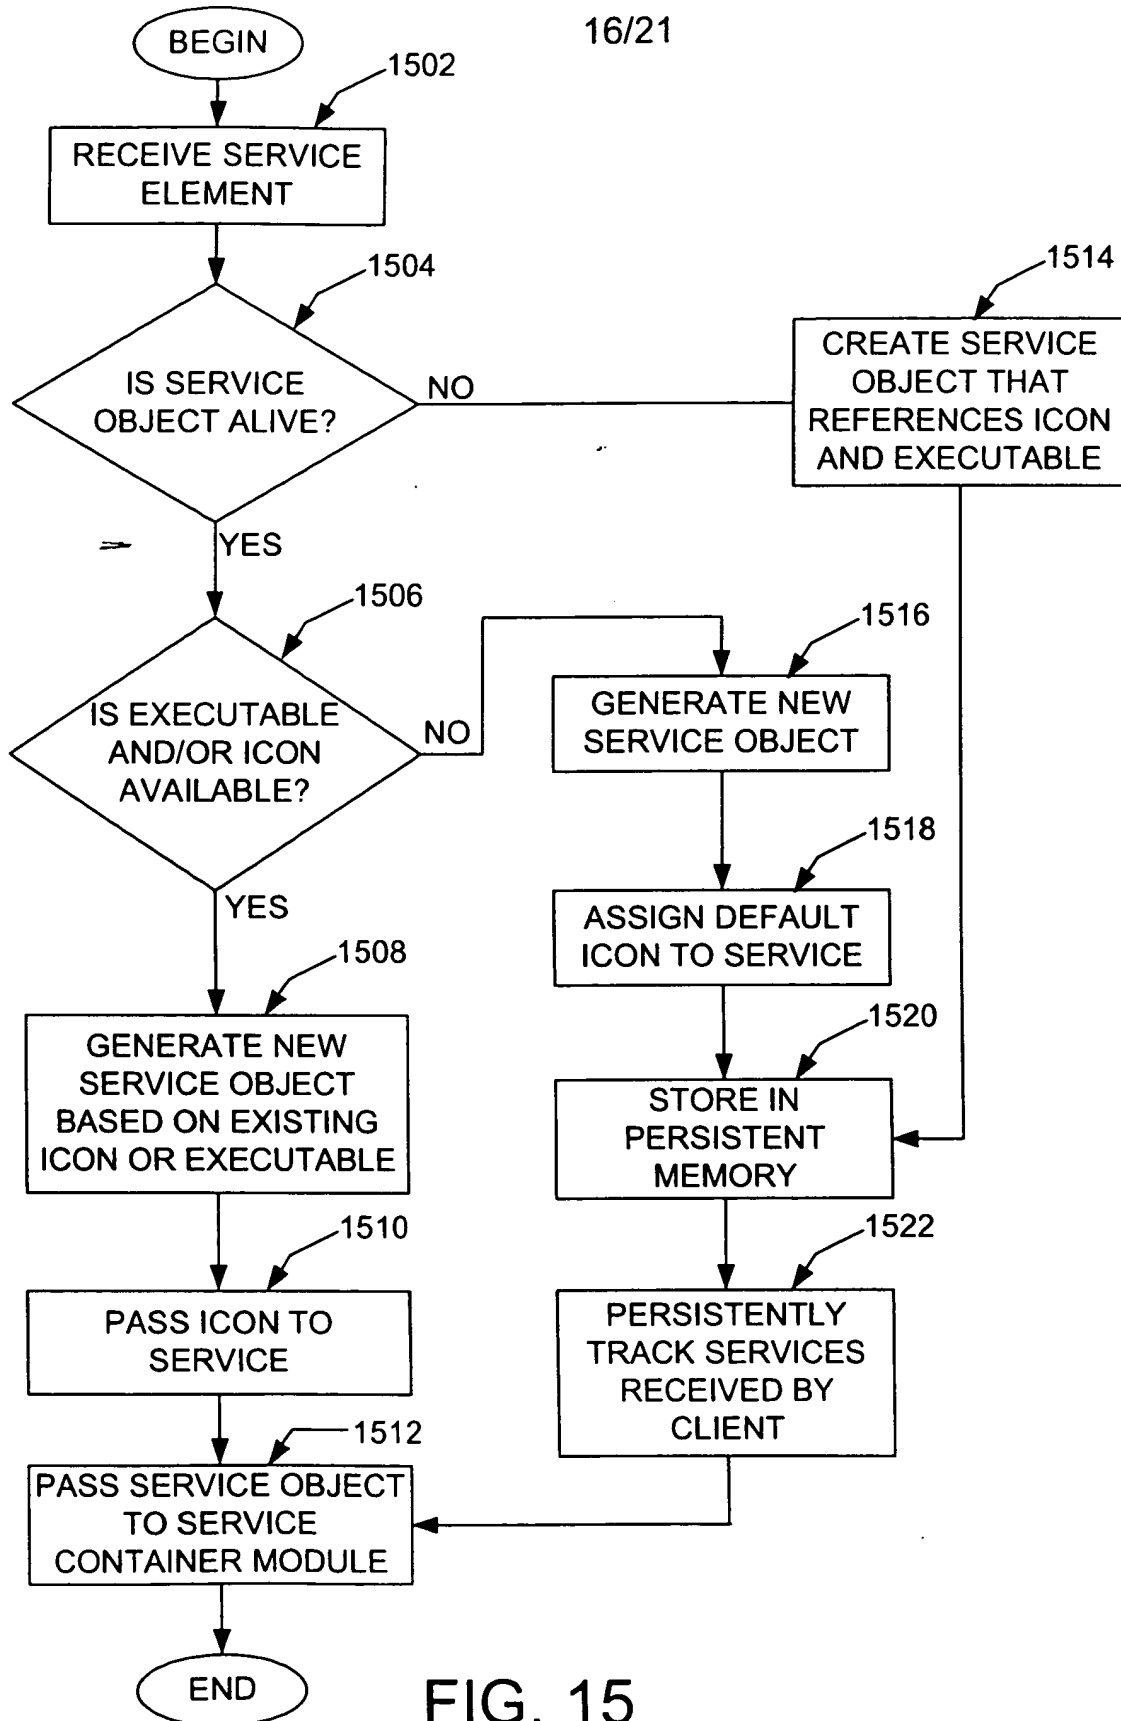 16/21
BEGIN
1502
RECEIVE SERVICE
ELEMENT
1504
IS SERVICE
OBJECT ALIVE?
NO
YES
1514
CREATE SERVICE
OBJECT THAT
REFERENCES ICON
AND EXECUTABLE
1506
IS EXECUTABLE
AND/OR ICON
AVAILABLE?
NO
YES
1516
GENERATE NEW
SERVICE OBJECT
1518
ASSIGN DEFAULT
ICON TO SERVICE
1508
GENERATE NEW
SERVICE OBJECT
BASED ON EXISTING
ICON OR EXECUTABLE
1520
STORE IN
PERSISTENT
MEMORY
1510
PASS ICON TO
SERVICE
1522
PERSISTENTLY
TRACK SERVICES
RECEIVED BY
CLIENT
1512
PASS SERVICE OBJECT
TO SERVICE
CONTAINER MODULE
END
FIG. 15